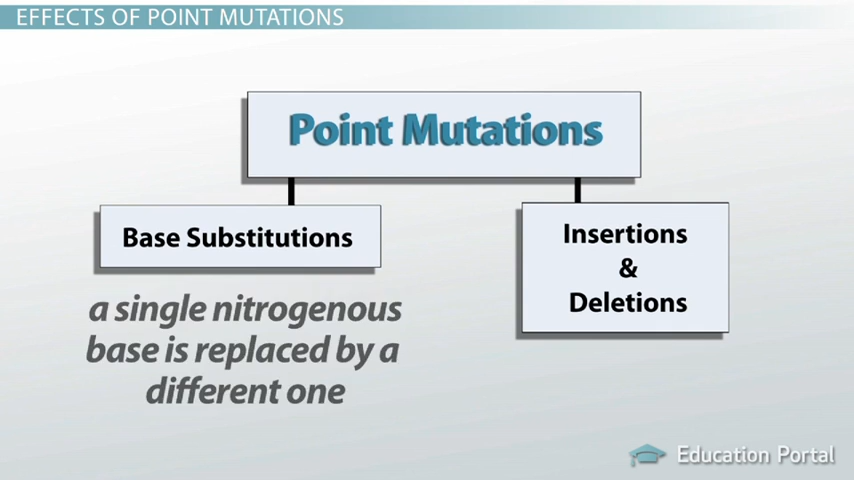 EFFECTS OF POINT MUTATIONS
Point Mutations
Base Substitutions
a single nitrogenous
base is replaced by a
different one
Insertions
&
Deletions
Education Portal